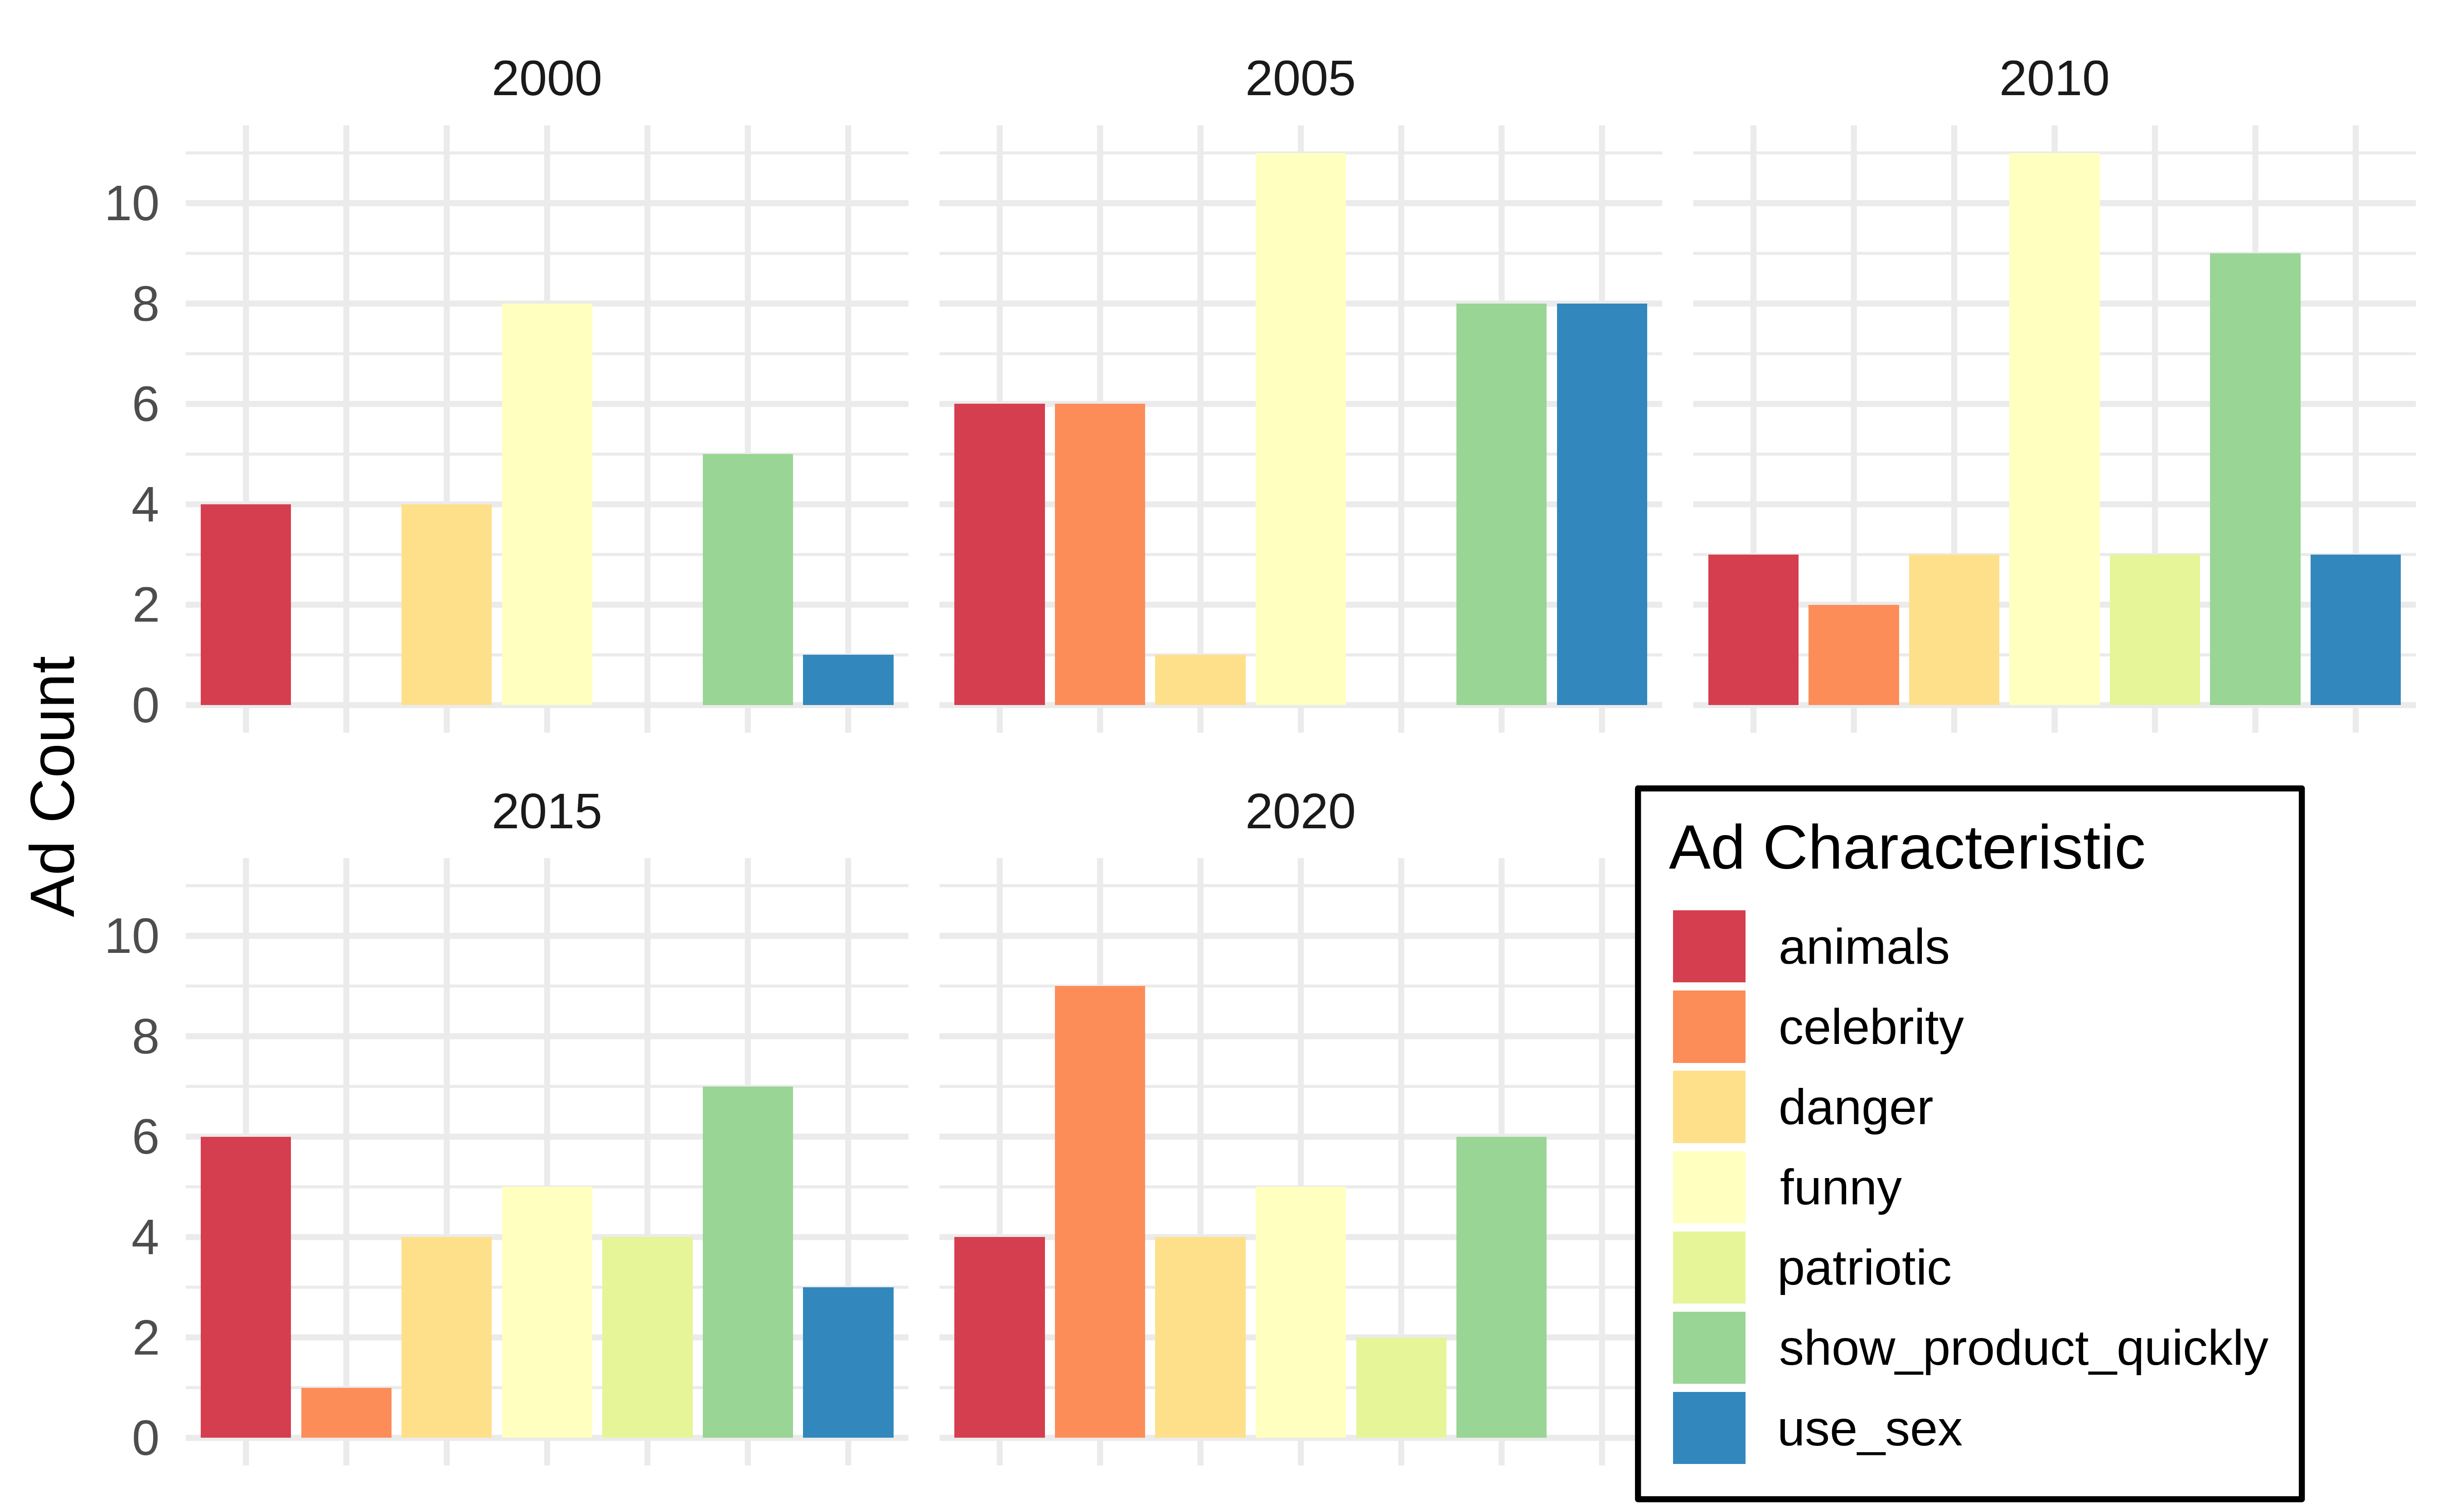 2000
2005
2010
10
8
6
4
2
0
Ad Count
2015
2020
10
8
6
4
2
0
Ad Characteristic
animals
celebrity
danger
funny
patriotic
show_product_quickly
use_sex